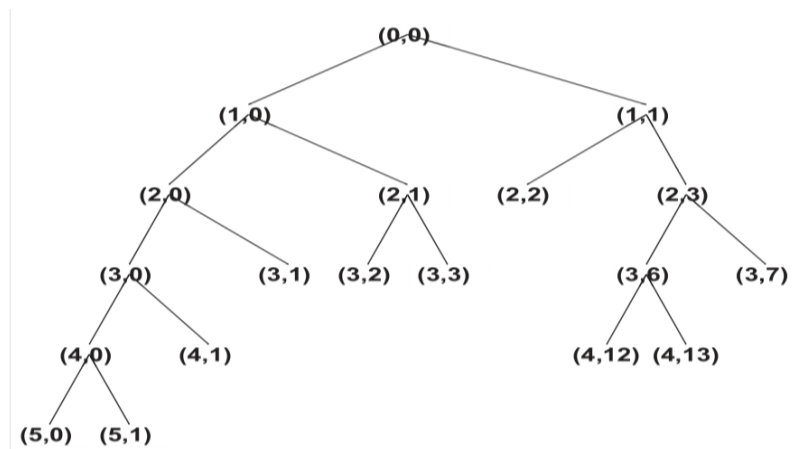 (0,0)
(1,0) (1,1)
(2,0) (2,1) (2,2) (2,3)
(3,0) (3,1) (3,2) (3,3) (3,6) (3,7)
(4,0) (4,1) (4,12) (4,13)
(5,0) (5,1)